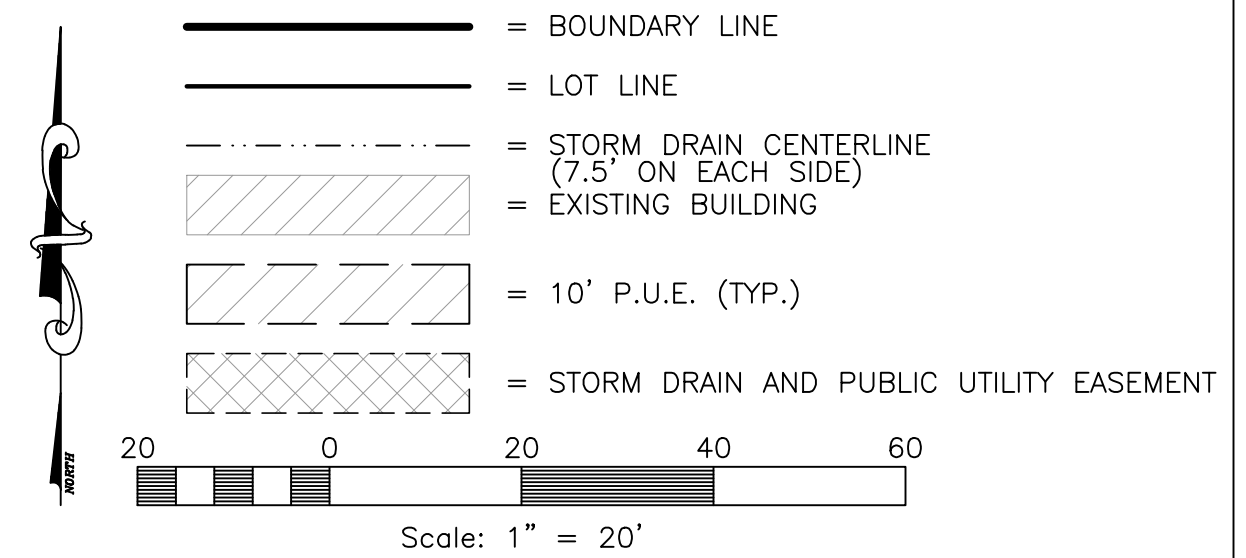 = BOUNDARY LINE
= LOT LINE
= STORM DRAIN CENTERLINE
(7.5' ON EACH SIDE)
= EXISTING BUILDING
= 10' P.U.E. (TYP.)
= STORM DRAIN AND PUBLIC UTILITY EASEMENT
NORTH
20 0 20 40 60
Scale: 1" = 20'